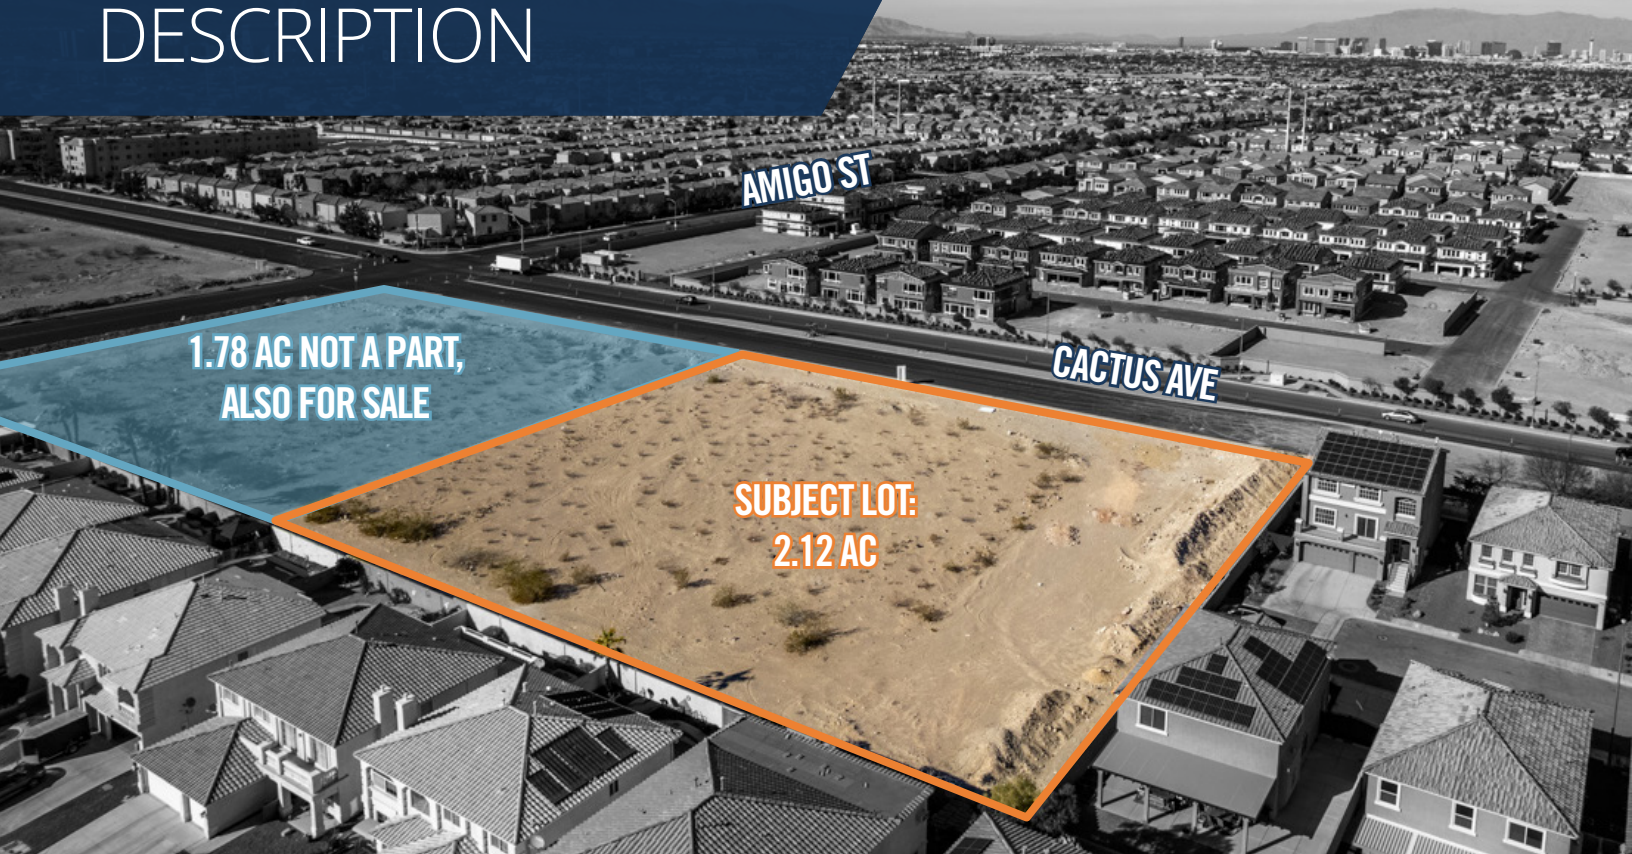 DESCRIPTION
AMIGO ST
CACTUS AVE
1.78 AC NOT A PART,
ALSO FOR SALE
SUBJECT LOT:
2.12 AC